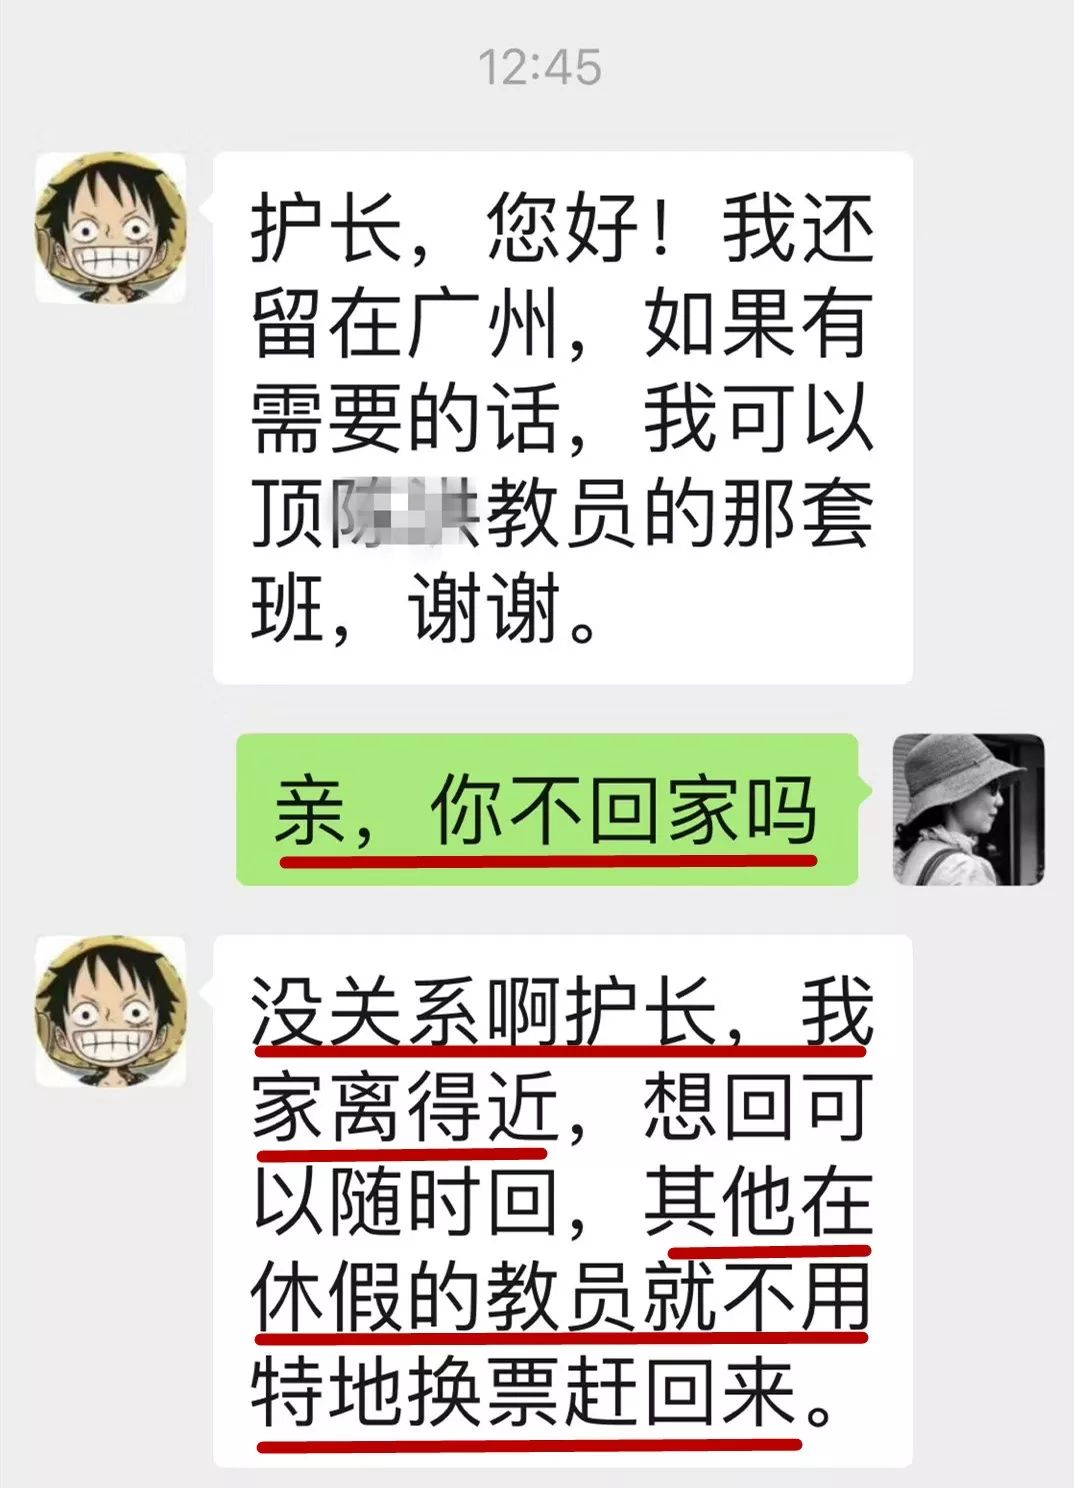 12:45
护长，您好！我还
留在广州，如果有
需要的话，我可以
顶教员的那套
班，谢谢。
亲，你不回家吗
没关系啊护长，我
家离得近，想回可
以随时回，其他在
休假的教员就不用
特地换票赶回来。